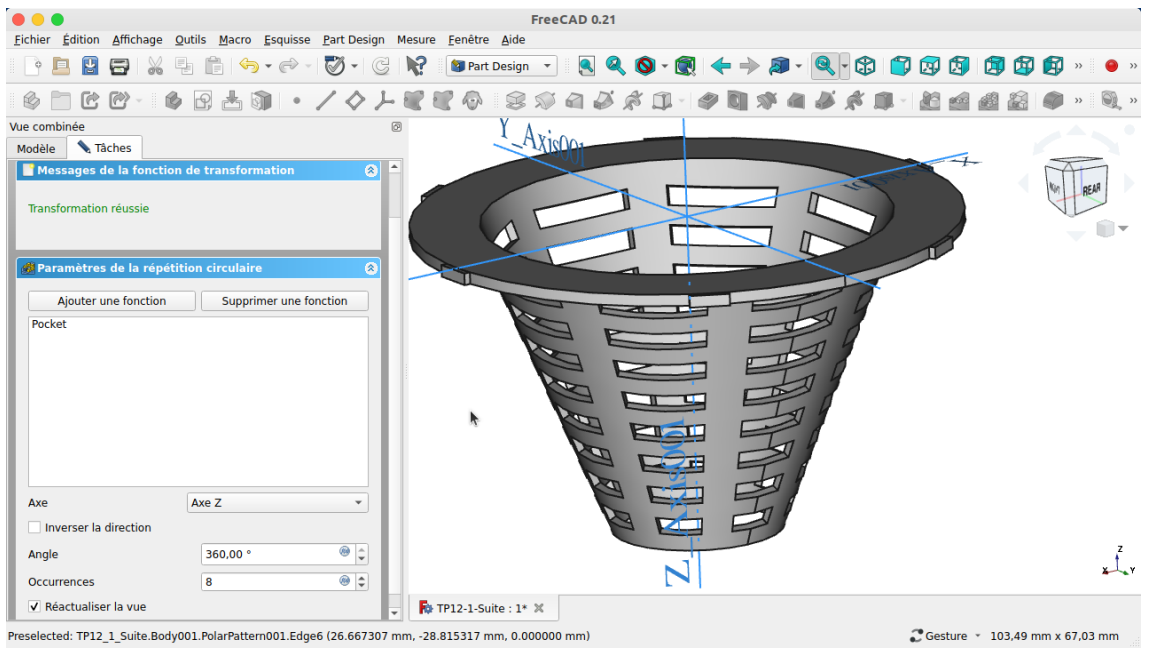 FreeCAD 0.21
Fichier Édition Affichage Outils Macro Esquisse Part Design Mesure Fenêtre Aide
Part Design
Vue combinée
Modèle Tâches
Messages de la fonction de transformation
Transformation réussie
Paramètres de la répétition circulaire
Ajouter une fonction Supprimer une fonction
Pocket
Axe Axe Z
Inverser la direction
Angle 360,00 °
Occurrences 8
Réactualiser la vue
Y_Axis001
REAR
Z_Axis001
Z
X Y
TP12-1-Suite : 1*
Preselected: TP12_1_Suite.Body001.PolarPattern001.Edge6 (26.667307 mm, -28.815317 mm, 0.000000 mm)
Gesture 103,49 mm x 67,03 mm